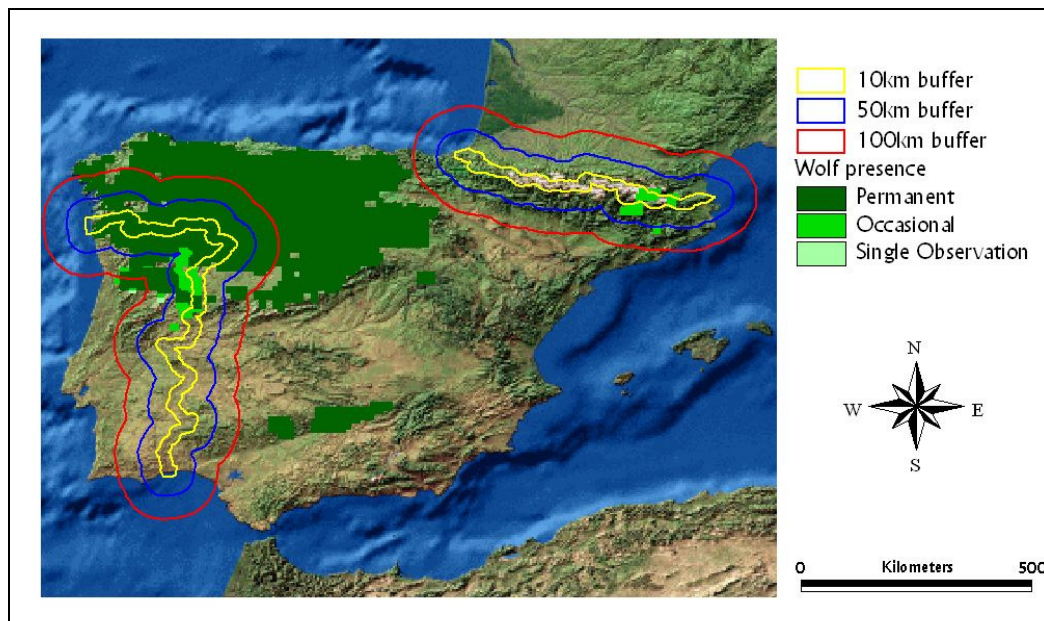 10km buffer
50km buffer
100km buffer
Wolf presence
Permanent
Occasional
Single Observation
N
W E
S
0 Kilometers 500